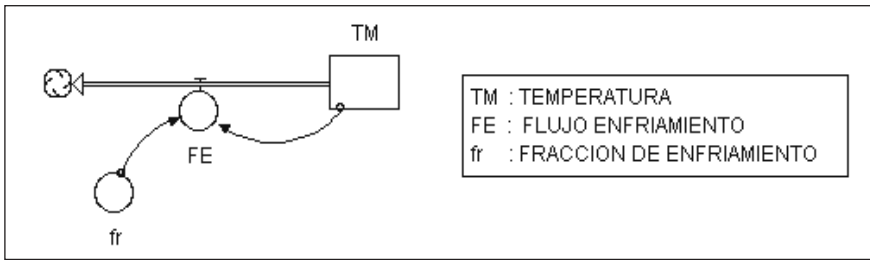 TM
FE
fr
TM : TEMPERATURA
FE : FLUJO ENFRIAMIENTO
fr : FRACCION DE ENFRIAMIENTO